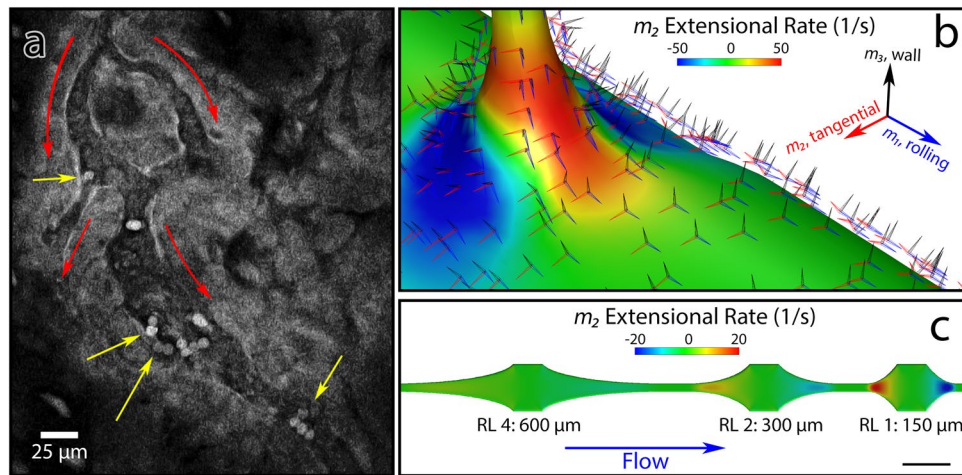 a
25 µm
b
m2 Extensional Rate (1/s)
-50 0 50
m3, wall
m2, tangential
m1, rolling
c
m2 Extensional Rate (1/s)
-20 0 20
RL 4: 600 µm
RL 2: 300 µm
RL 1: 150 µm
Flow